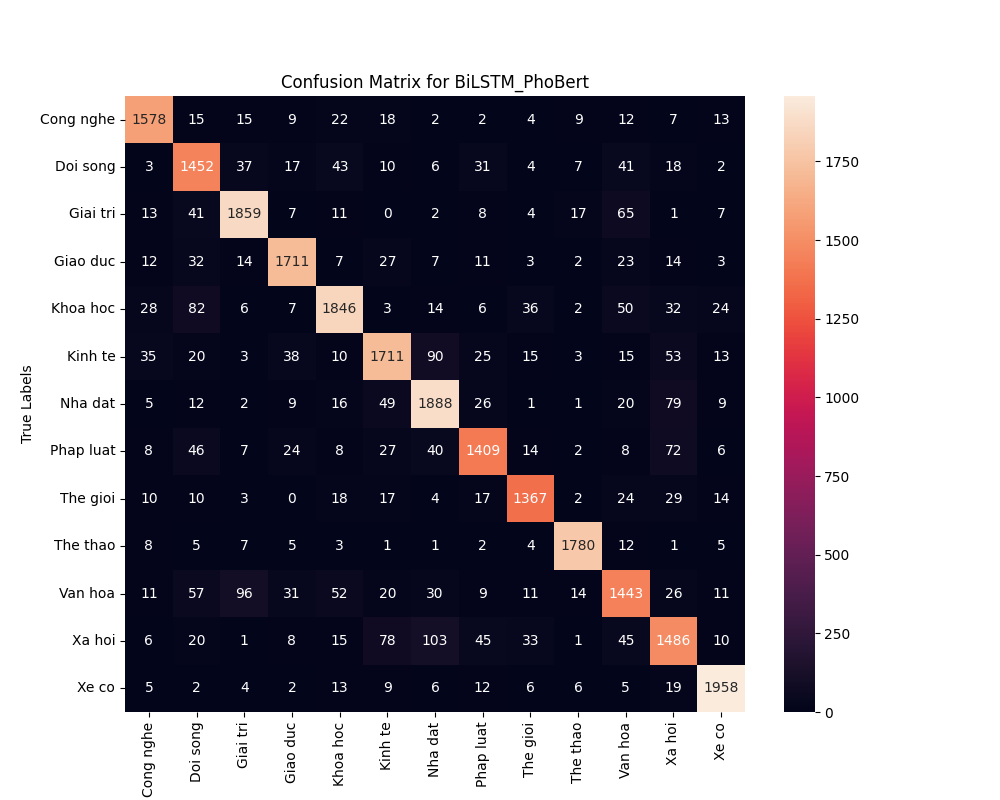 Confusion Matrix for BiLSTM_PhoBert
True Labels
Cong nghe 1578 15 15 9 22 18 2 2 4 9 12 7 13
Doi song 3 1452 37 17 43 10 6 31 4 7 41 18 2
Giai tri 13 41 1859 7 11 0 2 8 4 17 65 1 7
Giao duc 12 32 14 1711 7 27 7 11 3 2 23 14 3
Khoa hoc 28 82 6 7 1846 3 14 6 36 2 50 32 24
Kinh te 35 20 3 38 10 1711 90 25 15 3 15 53 13
Nha dat 5 12 2 9 16 49 1888 26 1 1 20 79 9
Phap luat 8 46 7 24 8 27 40 1409 14 2 8 72 6
The gioi 10 10 3 0 18 17 4 17 1367 2 24 29 14
The thao 8 5 7 5 3 1 1 2 4 1780 12 1 5
Van hoa 11 57 96 31 52 20 30 9 11 14 1443 26 11
Xa hoi 6 20 1 8 15 78 103 45 33 1 45 1486 10
Xe co 5 2 4 2 13 9 6 12 6 6 5 19 1958
Cong nghe Doi song Giai tri Giao duc Khoa hoc Kinh te Nha dat Phap luat The gioi The thao Van hoa Xa hoi Xe co
1750
1500
1250
1000
750
500
250
0